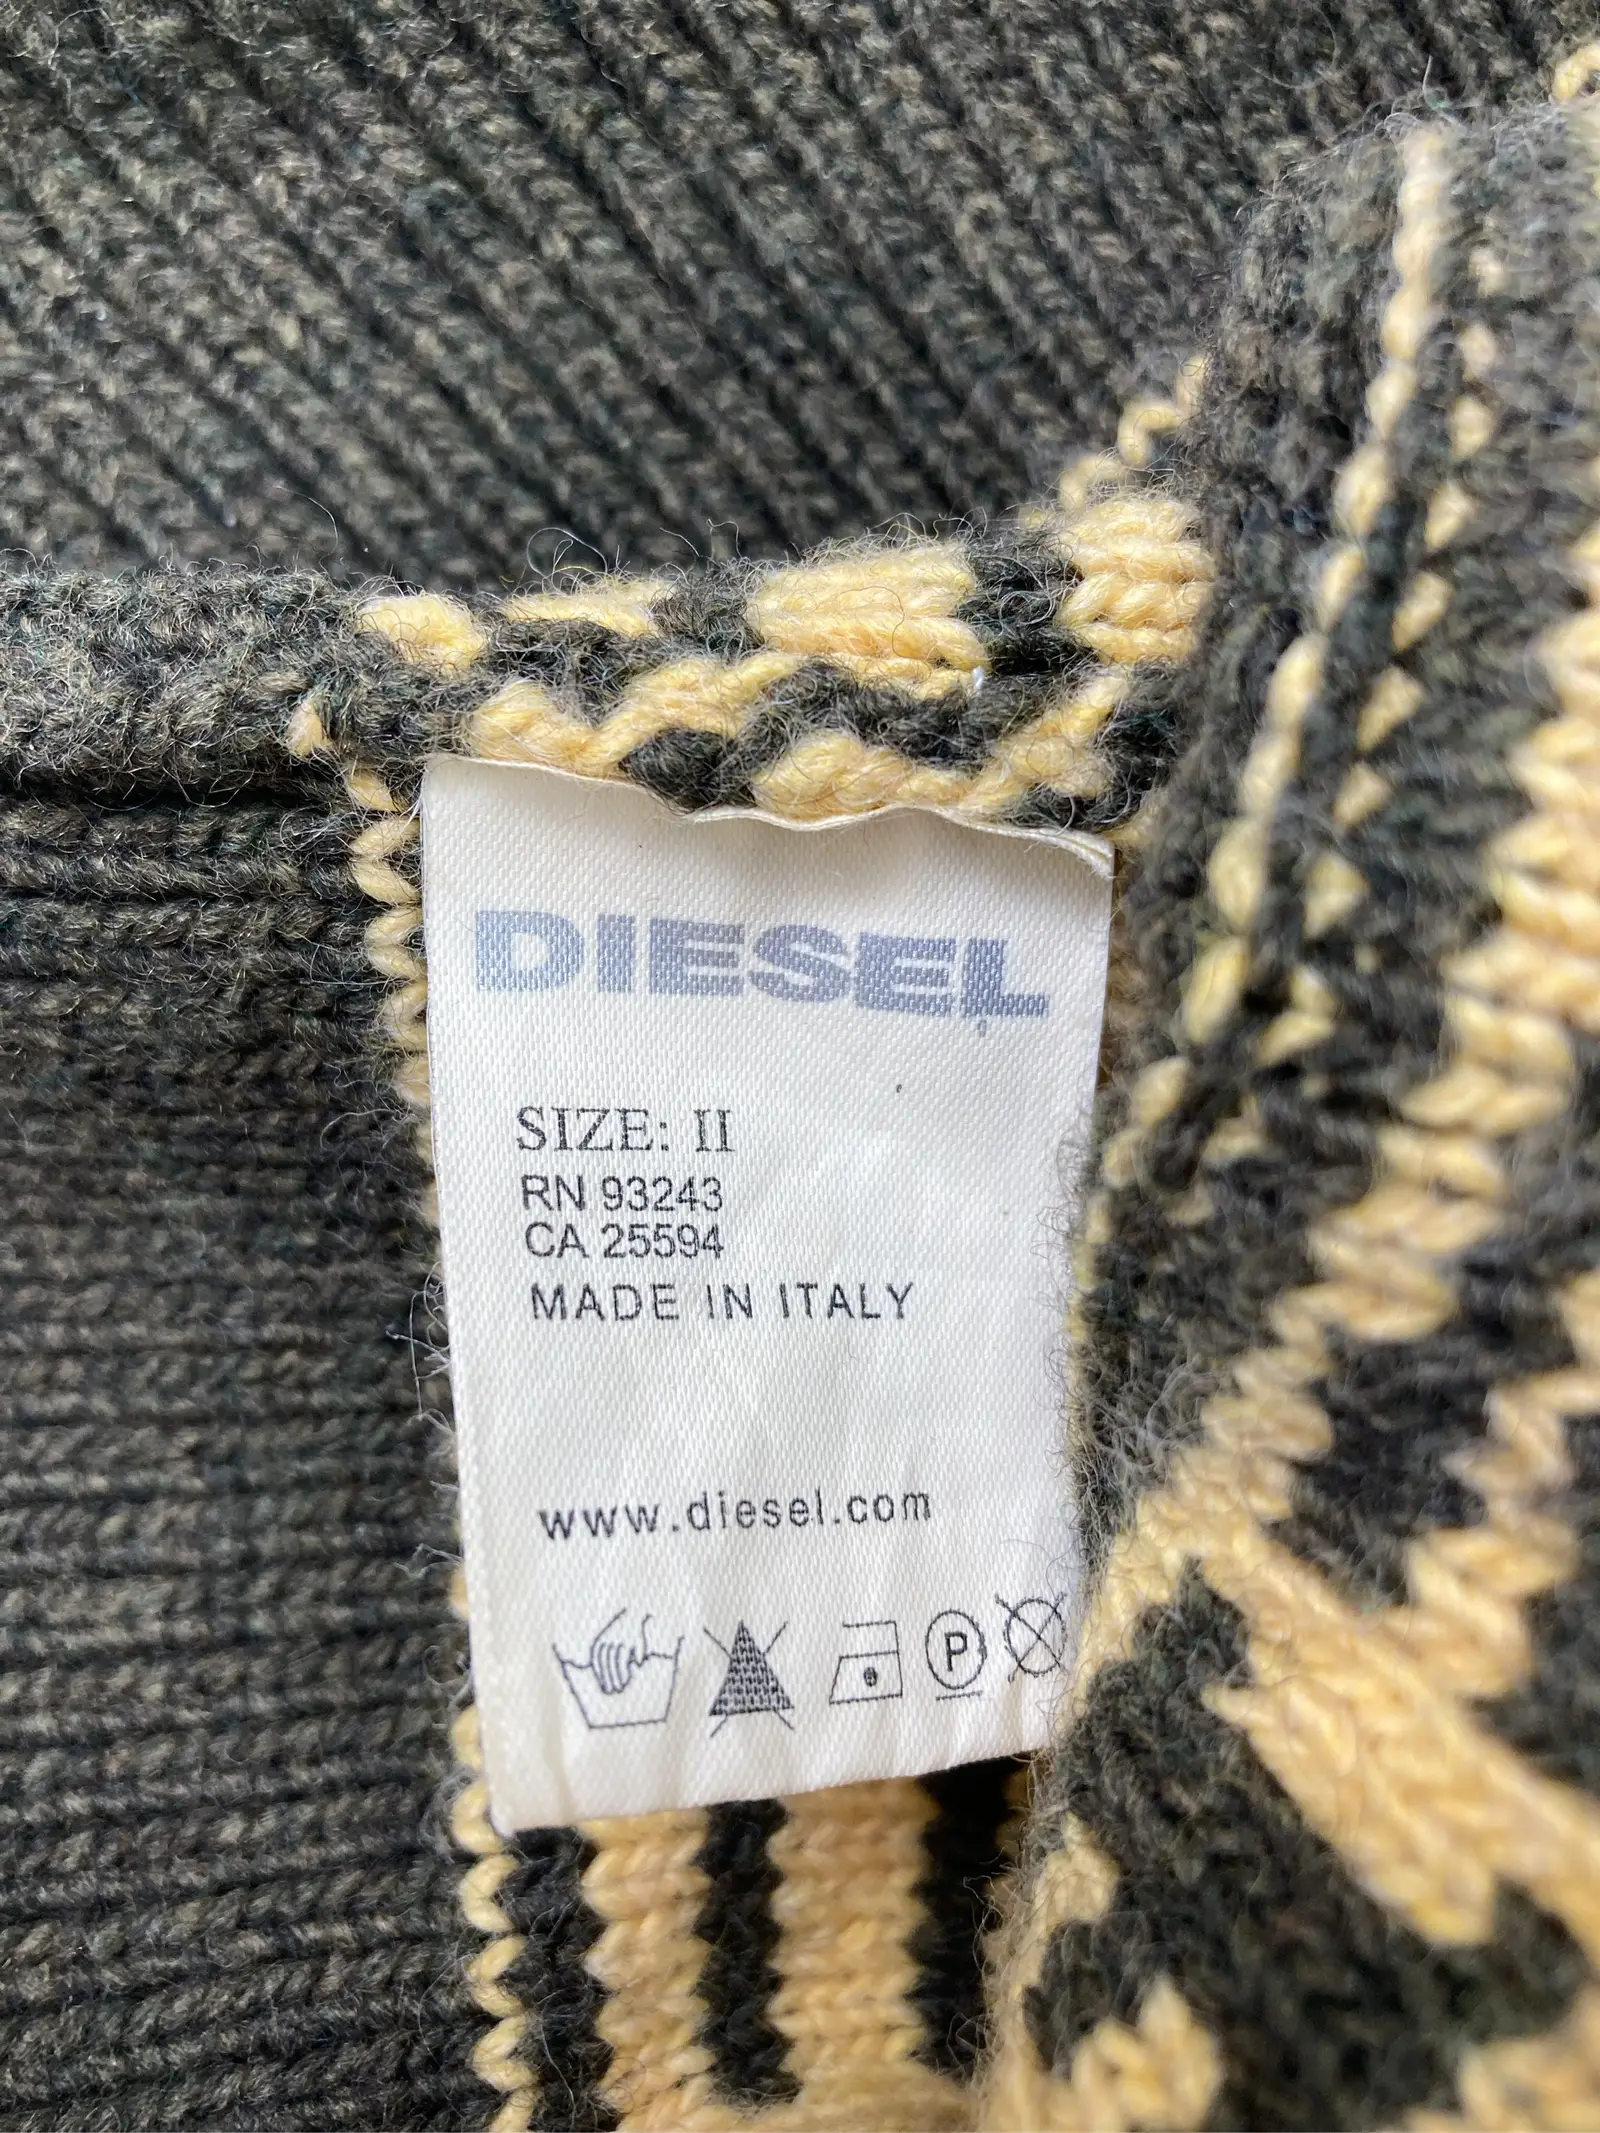 DIESEL
SIZE: II
RN 93243
CA 25594
MADE IN ITALY
www.diesel.com
P